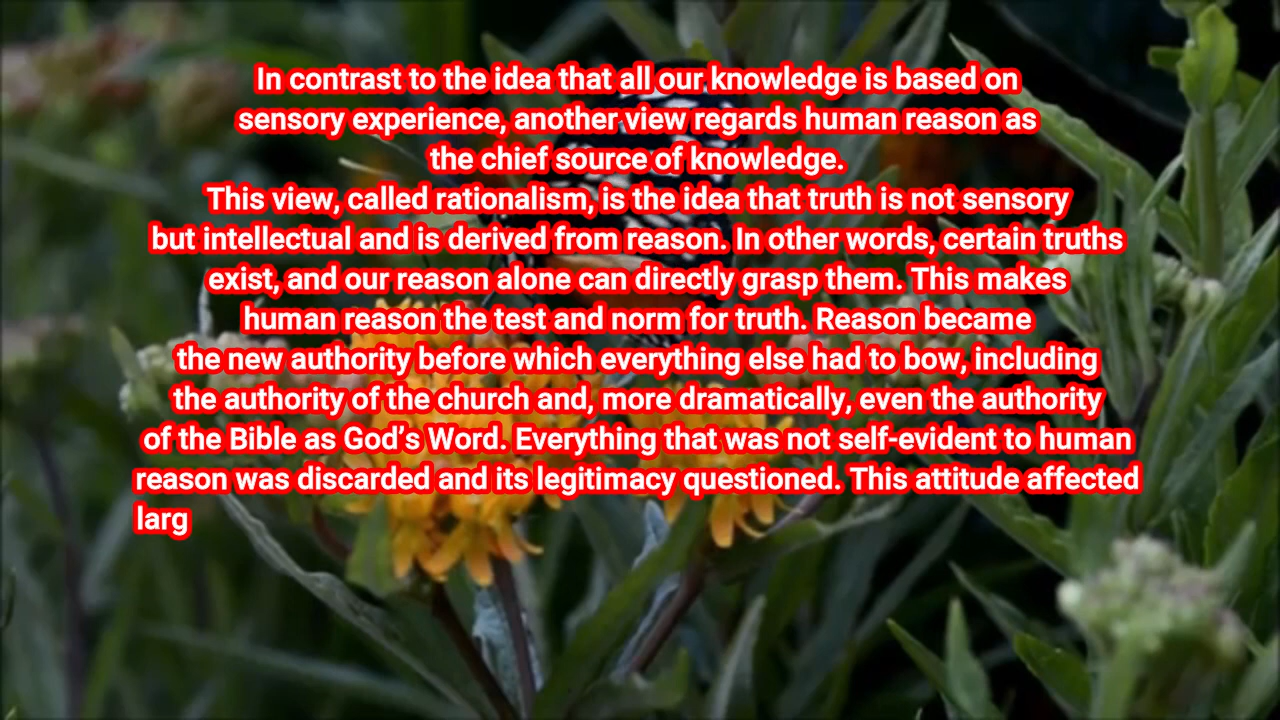 In contrast to the idea that all our knowledge is based on
sensory experience, another view regards human reason as
the chief source of knowledge.
This view, called rationalism, is the idea that truth is not sensory
but intellectual and is derived from reason. In other words, certain truths
exist, and our reason alone can directly grasp them. This makes
human reason the test and norm for truth. Reason became
the new authority before which everything else had to bow, including
the authority of the church and, more dramatically, even the authority
of the Bible as God’s Word. Everything that was not self-evident to human
reason was discarded and its legitimacy questioned. This attitude affected
larg